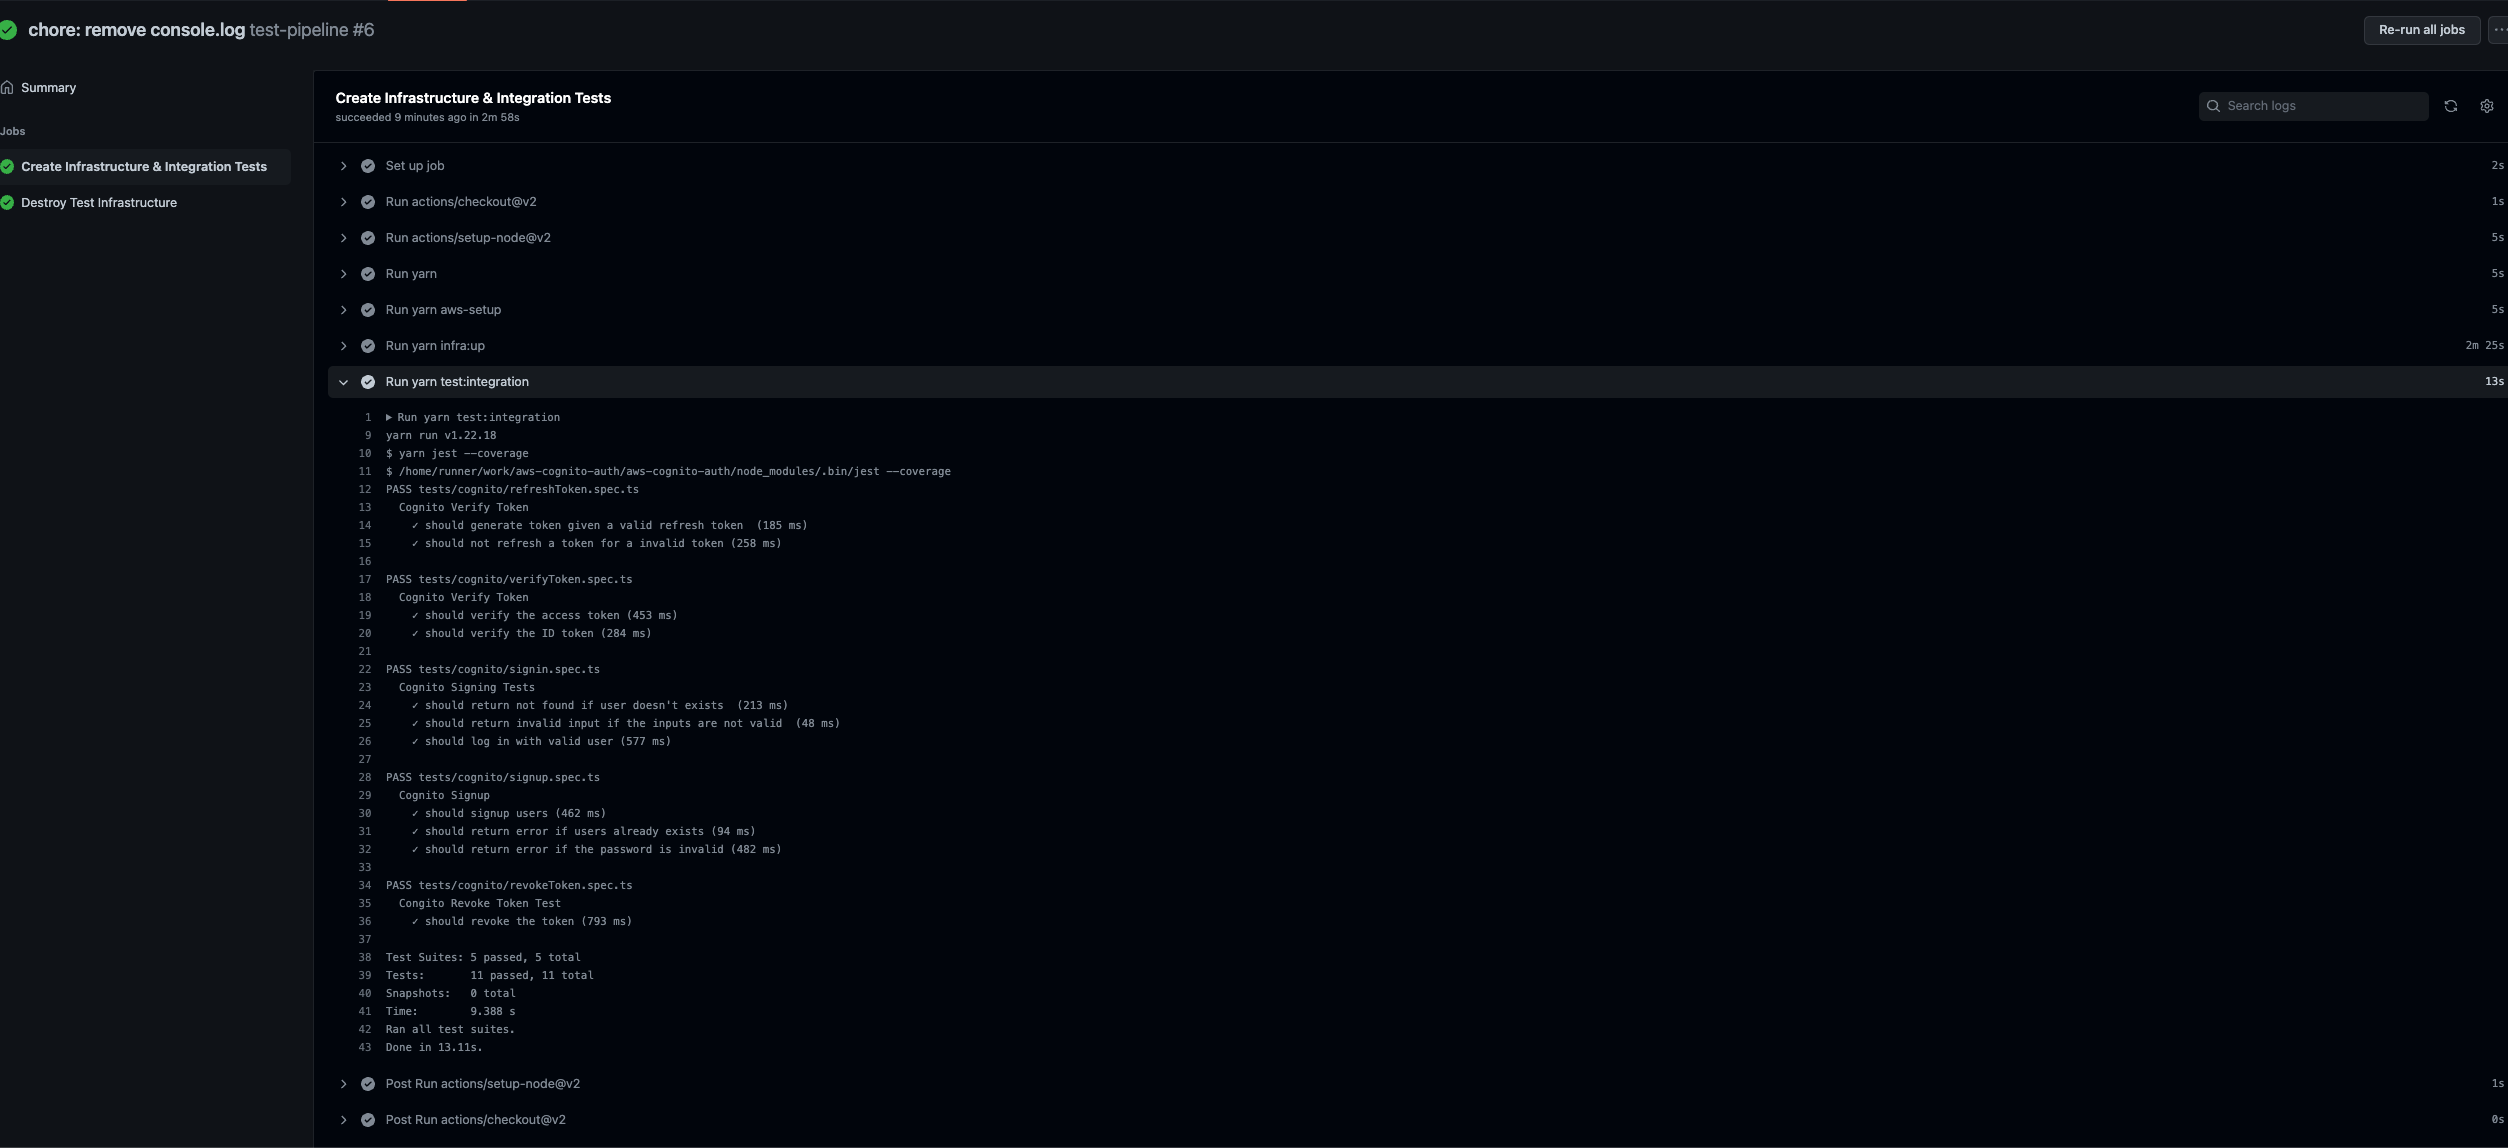 chore: remove console.log test-pipeline #6
Re-run all jobs
...
Summary
Jobs
Create Infrastructure & Integration Tests
Destroy Test Infrastructure
Create Infrastructure & Integration Tests
succeeded 9 minutes ago in 2m 58s
Search logs
Set up job 2s
Run actions/checkout@v2 1s
Run actions/setup-node@v2 5s
Run yarn 5s
Run yarn aws-setup 5s
Run yarn infra:up 2m 25s
Run yarn test:integration 13s
1 ▶ Run yarn test:integration
9 yarn run v1.22.18
10 $ yarn jest --coverage
11 $ /home/runner/work/aws-cognito-auth/aws-cognito-auth/node_modules/.bin/jest --coverage
12 PASS tests/cognito/refreshToken.spec.ts
13 Cognito Verify Token
14 ✓ should generate token given a valid refresh token (185 ms)
15 ✓ should not refresh a token for a invalid token (258 ms)
16
17 PASS tests/cognito/verifyToken.spec.ts
18 Cognito Verify Token
19 ✓ should verify the access token (453 ms)
20 ✓ should verify the ID token (284 ms)
21
22 PASS tests/cognito/signin.spec.ts
23 Cognito Signing Tests
24 ✓ should return not found if user doesn't exists (213 ms)
25 ✓ should return invalid input if the inputs are not valid (48 ms)
26 ✓ should log in with valid user (577 ms)
27
28 PASS tests/cognito/signup.spec.ts
29 Cognito Signup
30 ✓ should signup users (462 ms)
31 ✓ should return error if users already exists (94 ms)
32 ✓ should return error if the password is invalid (482 ms)
33
34 PASS tests/cognito/revokeToken.spec.ts
35 Congito Revoke Token Test
36 ✓ should revoke the token (793 ms)
37
38 Test Suites: 5 passed, 5 total
39 Tests: 11 passed, 11 total
40 Snapshots: 0 total
41 Time: 9.388 s
42 Ran all test suites.
43 Done in 13.11s.
Post Run actions/setup-node@v2 1s
Post Run actions/checkout@v2 0s